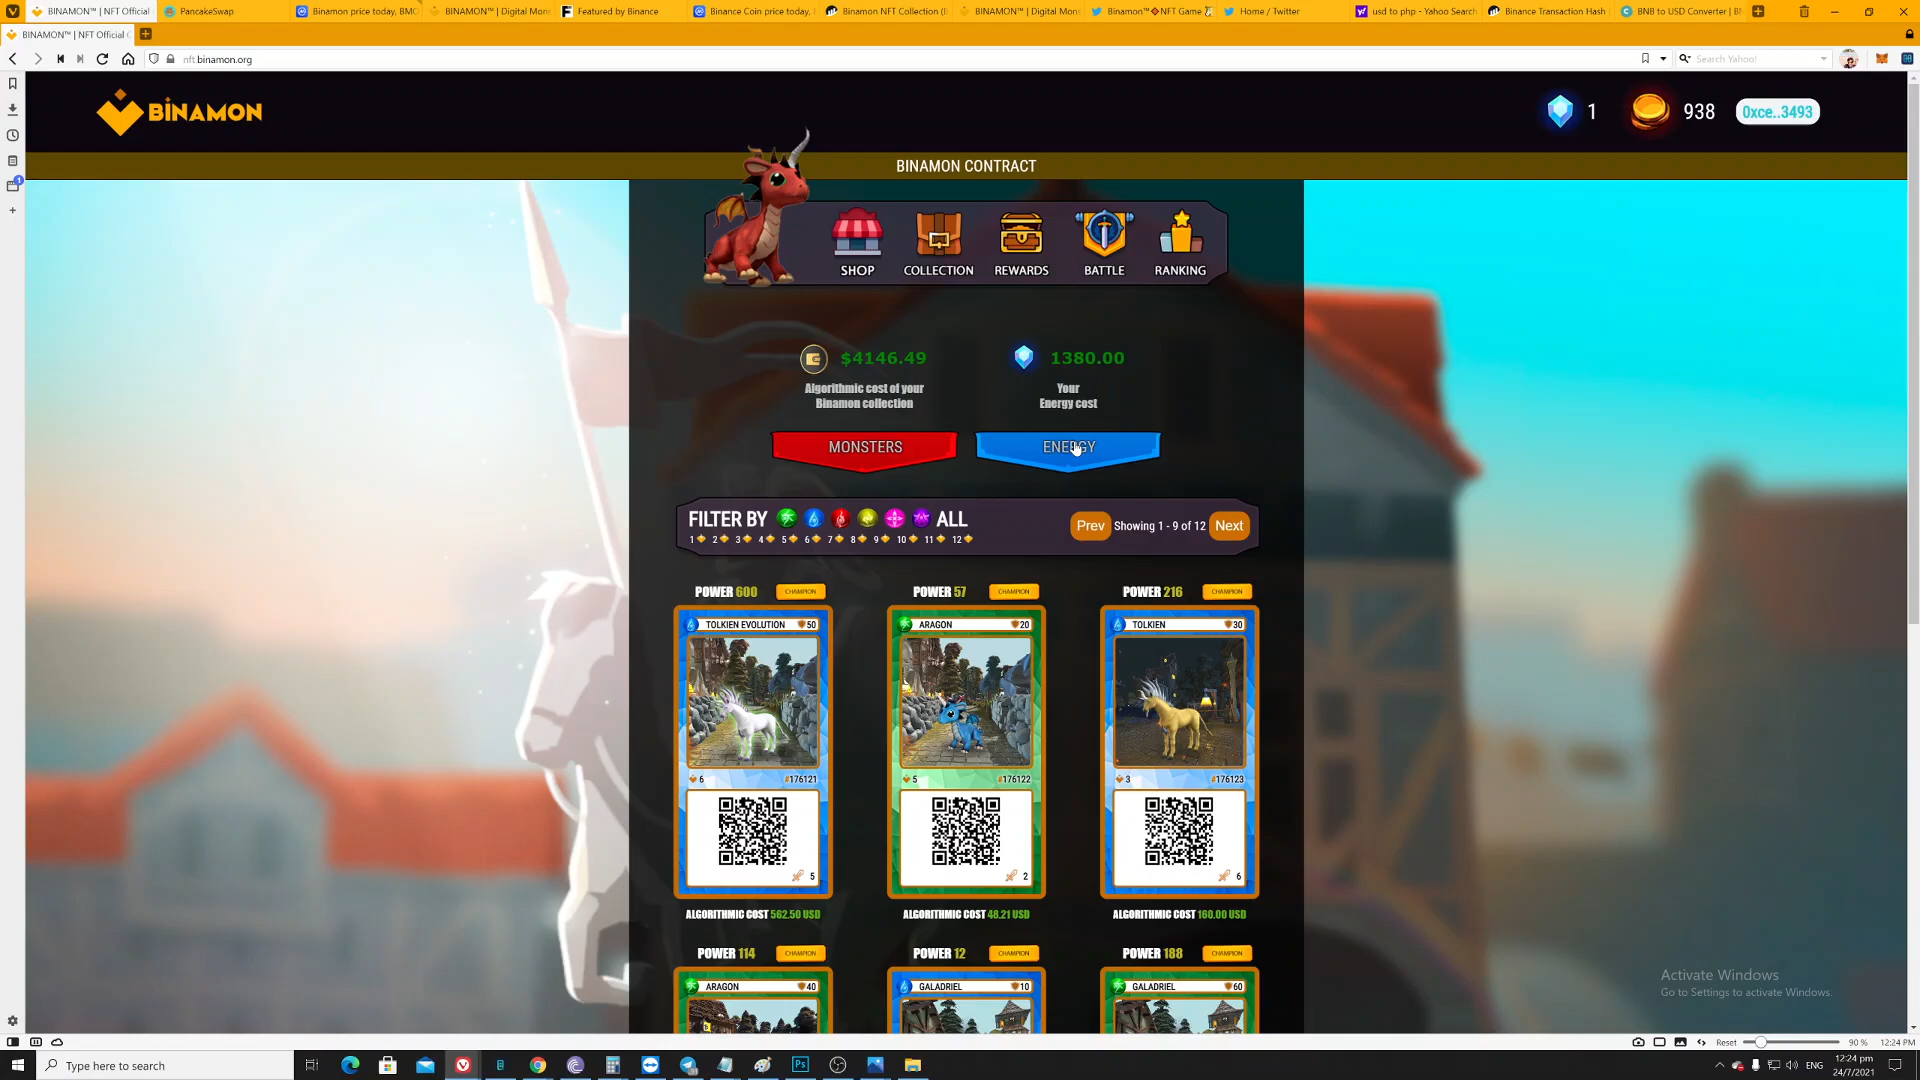 BINAMON™ | NFT Official
PancakeSwap
Binamon price today, BMC
BINAMON™ | Digital Mons
Featured by Binance
Binance Coin price today,
Binamon NFT Collection (B
BINAMON™ | Digital Mons
Binamon™ NFT Game
Home / Twitter
usd to php - Yahoo Search
Binance Transaction Hash
BNB to USD Converter | BN
BINAMON™ | NFT Official C
nft.binamon.org
Search Yahoo!
BINAMON
1
938
0xce..3493
BINAMON CONTRACT
SHOP
COLLECTION
REWARDS
BATTLE
RANKING
$4146.49
1380.00
Algorithmic cost of your
Binamon collection
Your
Energy cost
MONSTERS
ENERGY
FILTER BY
ALL
1 2 3 4 5 6 7 8 9 10 11 12
Prev
Showing 1 - 9 of 12
Next
POWER 600
CHAMPION
POWER 57
CHAMPION
POWER 216
CHAMPION
TOLKIEN EVOLUTION
50
ARAGON
20
TOLKIEN
30
6
#176121
5
#176122
3
#176123
5
2
6
ALGORITHMIC COST 562.50 USD
ALGORITHMIC COST 48.21 USD
ALGORITHMIC COST 160.00 USD
POWER 114
CHAMPION
POWER 12
CHAMPION
POWER 188
CHAMPION
ARAGON
40
GALADRIEL
10
GALADRIEL
60
Activate Windows
Go to Settings to activate Windows.
Reset
90 %
12:24 PM
Type here to search
ENG
12:24 pm
24/7/2021